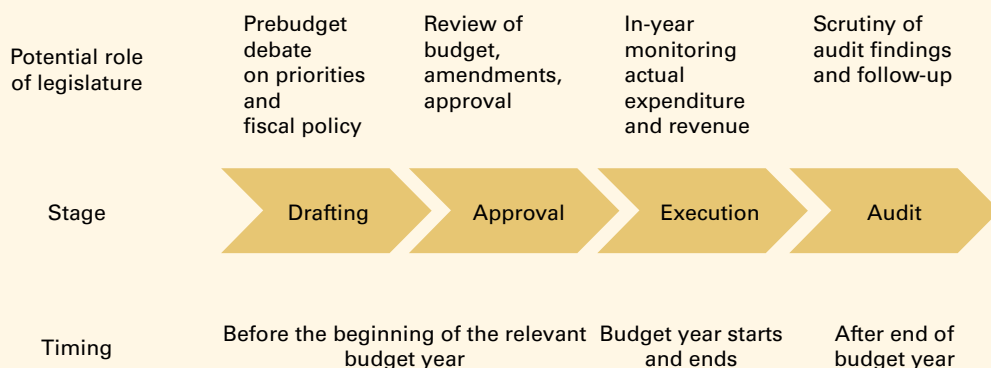 Potential role
of legislature
Prebudget
debate
on priorities
and
fiscal policy
Review of
budget,
amendments,
approval
In-year
monitoring
actual
expenditure
and revenue
Scrutiny of
audit findings
and follow-up
Stage
Drafting
Approval
Execution
Audit
Timing
Before the beginning of the relevant
budget year
Budget year starts
and ends
After end of
budget year